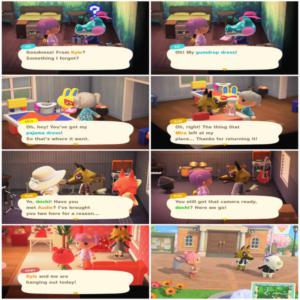 Goodness! From Kyle?
Something I forgot?
Oh! My gumdrop dress!
Oh, hey! You've got my
pajama dress!
So that's where it went.
Oh, right! The thing that
Mira left at my
place... Thanks for returning it!
Yo, dechi! Have you
met Audie? I've brought
you two here for a reason...
You still got that camera ready,
dechi? Here we go!
Kyle and me are
hanging out today!